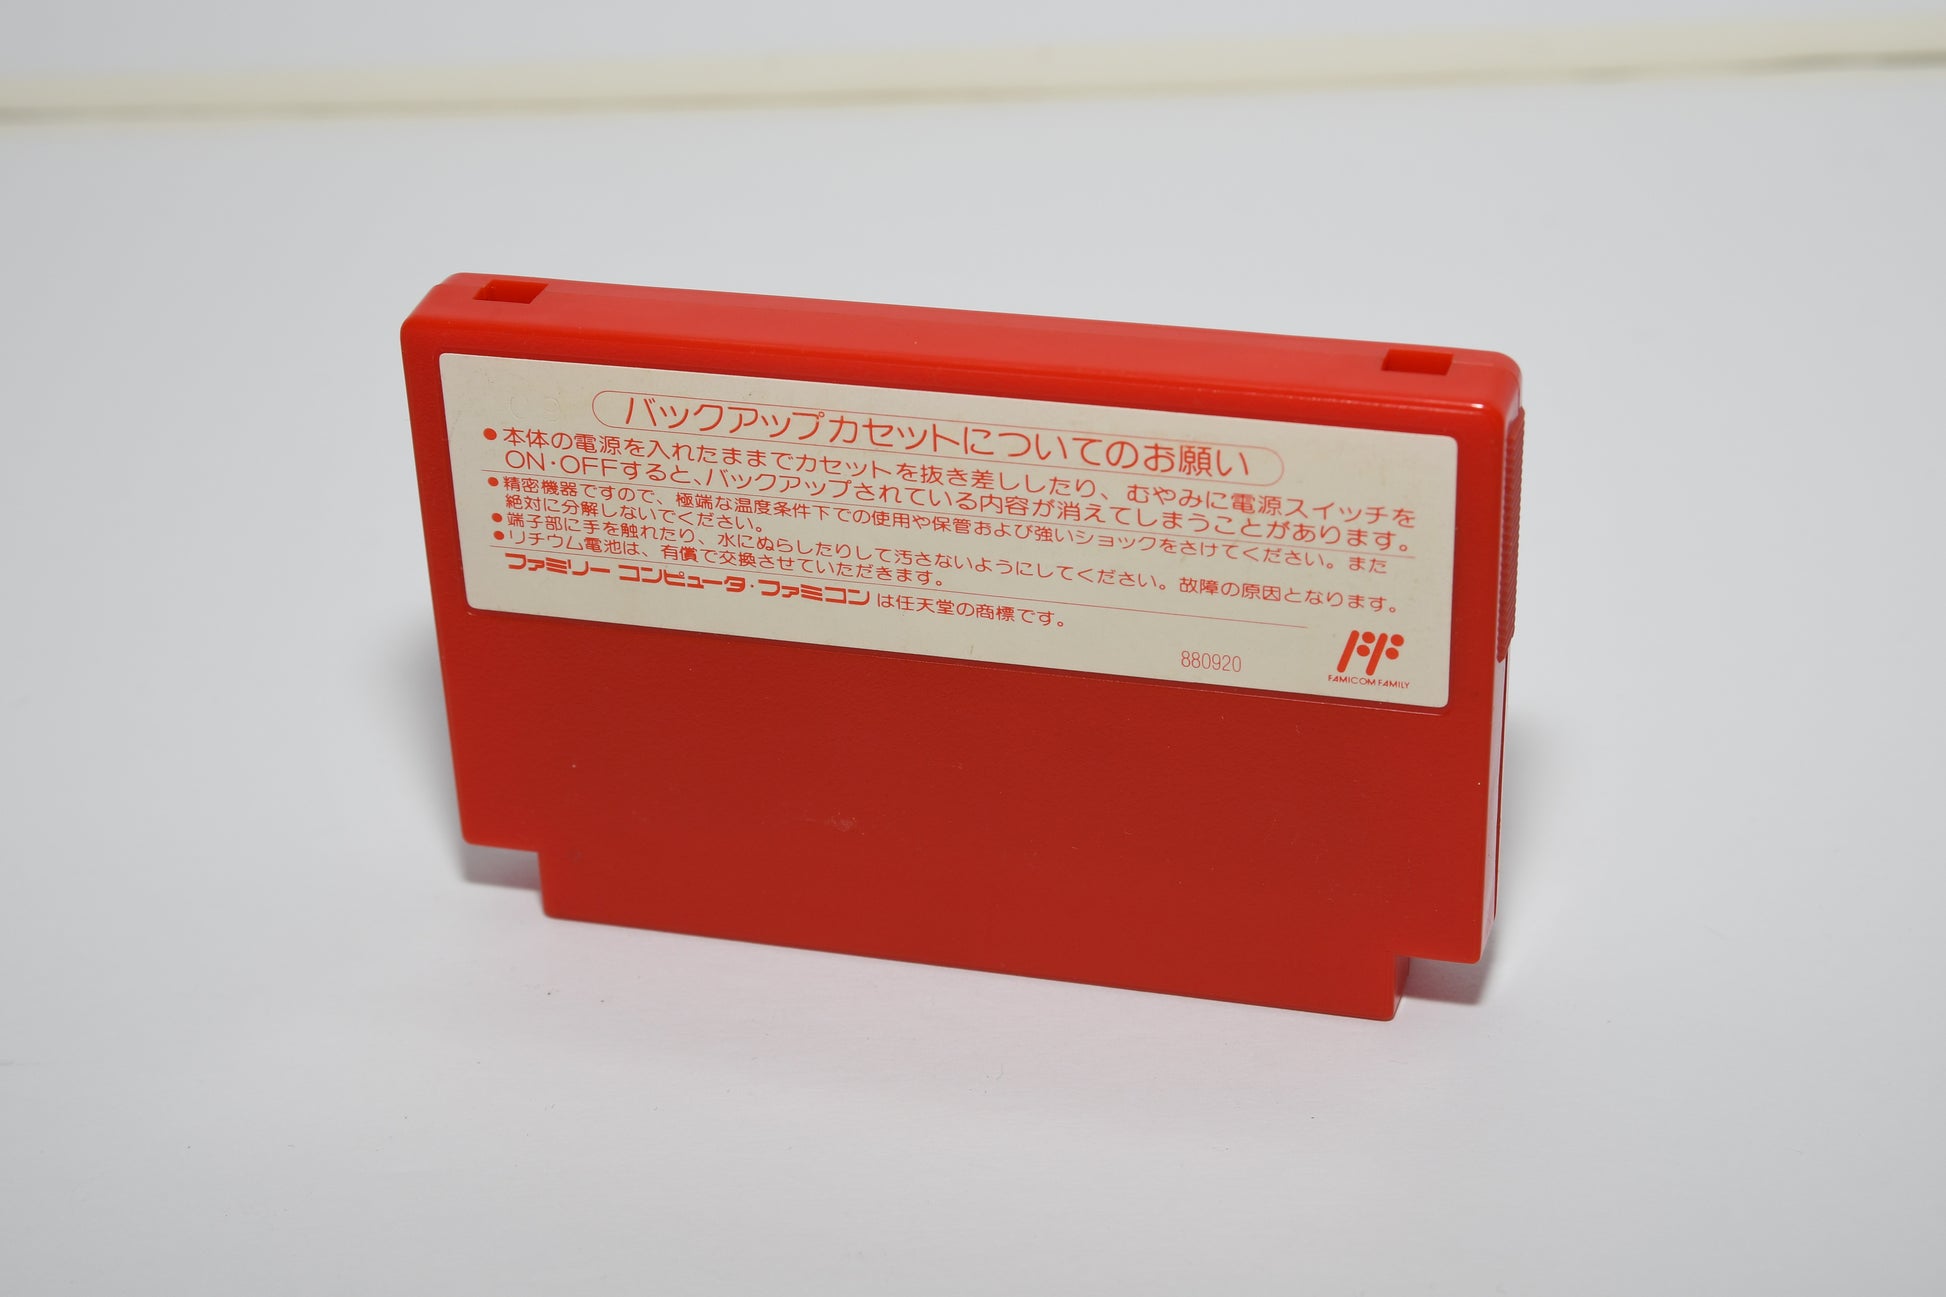 バックアップカセットについてのお願い
●本体の電源を入れたままでカセットを抜き差ししたり、むやみに電源スイッチを
ON・OFFすると、バックアップされている内容が消えてしまうことがあります。
●精密機器ですので、極端な温度条件下での使用や保管および強いショックをさけてください。また
絶対に分解しないでください。
●端子部に手を触れたり、水にぬらしたりして汚さないようにしてください。故障の原因となります。
●リチウム電池は、有償で交換させていただきます。
ファミリーコンピュータ・ファミコンは任天堂の商標です。
880920
FAMICOM FAMILY